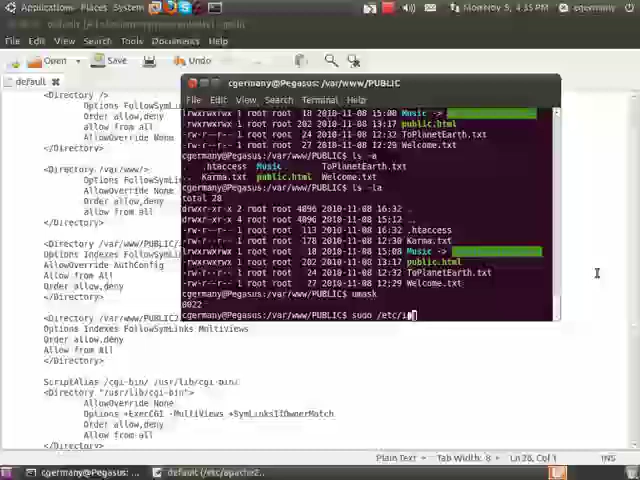 Applications Places System Mon Nov 5, 4:35 PM cgermany
File Edit View Search Tools Documents Help
Open Save Undo
default
<Directory />
Options FollowSym
Order allow,deny
allow from all
</Directory>
<Directory /var/www/
Options FollowSym
AllowOverride None
Order allow,deny
allow from all
</Directory>
<Directory /var/www/PUBLIC
Options Indexes FollowSymL
AllowOverride AuthConfig
Order allow,deny
Allow from All
</Directory>
<Directory /var/www/PUBLIC2
Options Indexes FollowSymLinks Multiviews
Order allow,deny
Allow from All
</Directory>
ScriptAlias /cgi-bin/ /usr/lib/cgi-bin/
<Directory "/usr/lib/cgi-bin">
AllowOverride None
Options +ExecCGI -MultiViews +SymLinksIfOwnerMatch
Order allow,deny
Allow from all
</Directory>
cgermany@Pegasus: /var/www/PUBLIC
File Edit View Search Terminal Help
lrwxrwxrwx 1 root root 18 2010-11-08 15:08 Music ->
lrwxrwxrwx 1 root root 202 2010-11-08 13:17 public.html
-rw-r--r-- 1 root root 24 2010-11-08 12:32 ToPlanetEarth.txt
-rw-r--r-- 1 root root 27 2010-11-08 12:29 Welcome.txt
cgermany@Pegasus:/var/www/PUBLIC$ ls -a
. .htaccess Music ToPlanetEarth.txt
.. Karma.txt public.html Welcome.txt
cgermany@Pegasus:/var/www/PUBLIC$ ls -la
total 28
drwxr-xr-x 2 root root 4096 2010-11-08 16:32 .
drwxr-xr-x 4 root root 4096 2010-11-08 15:12 ..
-rw-r--r-- 1 root root 113 2010-11-08 16:32 .htaccess
-rw-r--r-- 1 root root 178 2010-11-08 12:30 Karma.txt
lrwxrwxrwx 1 root root 18 2010-11-08 15:08 Music ->
lrwxrwxrwx 1 root root 202 2010-11-08 13:17 public.html
-rw-r--r-- 1 root root 24 2010-11-08 12:32 ToPlanetEarth.txt
-rw-r--r-- 1 root root 27 2010-11-08 12:29 Welcome.txt
cgermany@Pegasus:/var/www/PUBLIC$ umask
0022
cgermany@Pegasus:/var/www/PUBLIC$ sudo /etc/i
Plain Text Tab Width: 8 Ln 26, Col 1 INS
cgermany@Pegasus: ... default (/etc/apache2...